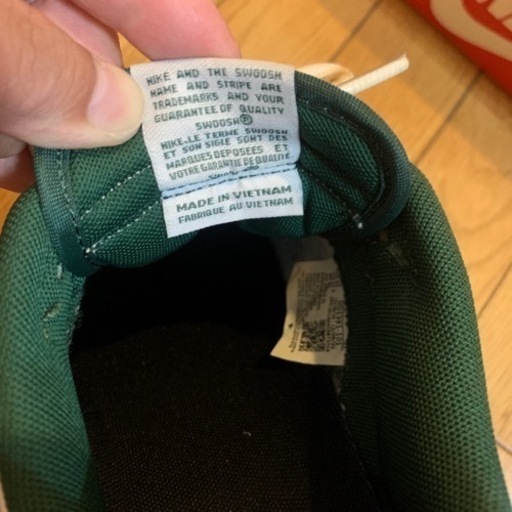 NIKE AND THE SWOOSH
NAME AND STRIPE ARE
TRADEMARKS AND YOUR
GUARANTEE OF QUALITY
SWOOSH®
NIKE.LE TERME SWOOSH
ET SON SIGLE SONT DES
MARQUES DEPOSEES ET
VOTRE GARANTIE DE QUALITE
MADE IN VIETNAM
FABRIQUE AU VIETNAM